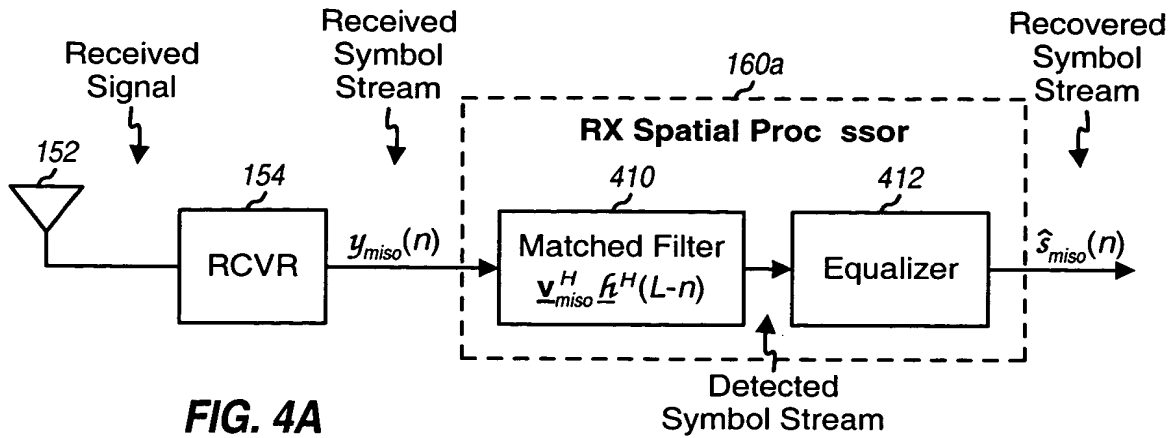 Received
Signal
Received
Symbol
Stream
Recovered
Symbol
Stream
160a
RX Spatial Proc ssor
152
154
410
412
RCVR
y_miso(n)
Matched Filter
v^H_miso h^H(L-n)
Equalizer
ŝ_miso(n)
Detected
Symbol Stream
FIG. 4A